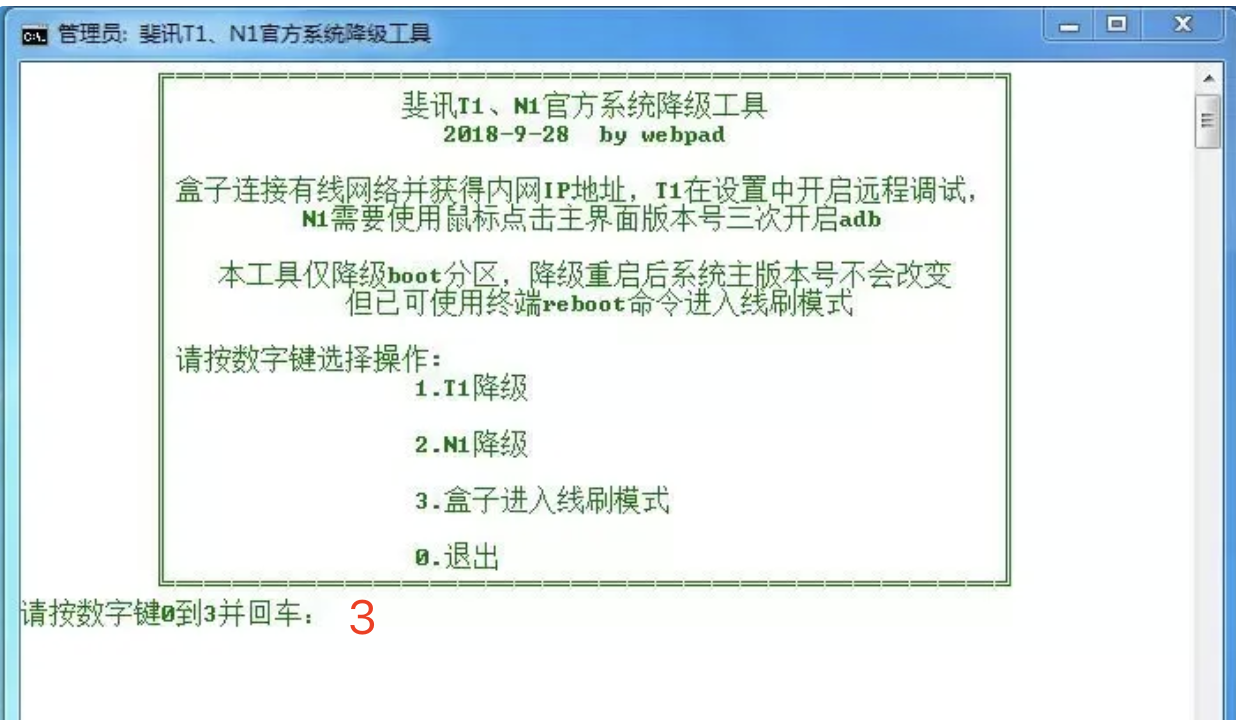 管理员: 斐讯T1、N1官方系统降级工具
斐讯T1、N1官方系统降级工具
2018-9-28 by webpad
盒子连接有线网络并获得内网IP地址，T1在设置中开启远程调试，
N1需要使用鼠标点击主界面版本号三次开启adb
本工具仅降级boot分区，降级重启后系统主版本号不会改变
但已可使用终端reboot命令进入线刷模式
请按数字键选择操作：
1.T1降级
2.N1降级
3.盒子进入线刷模式
0.退出
请按数字键0到3并回车： 3